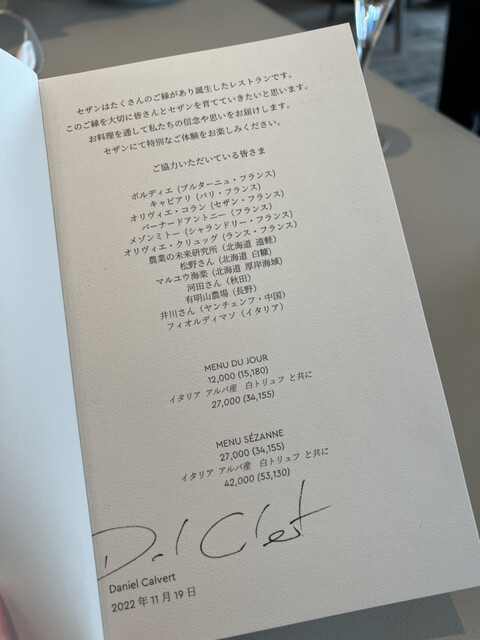 セザンはたくさんのご縁があり誕生したレストランです。
このご縁を大切に皆さんとセザンを育てていきたいと思います。
お料理を通して私たちの信念や思いをお届けします。
セザンにて特別なご体験をお楽しみください。
ご協力いただいている皆さま
ボルディエ (ブルターニュ・フランス)
キャビアリ (パリ・フランス)
オリヴィエ・コラン (セザン・フランス)
バーナードアントニー (フランス)
メゾンミトー (シャランドリー・フランス)
オリヴィエ・クリュッグ (ランス・フランス)
農業の未来研究所 (北海道 遠軽)
松野さん (北海道 白糠)
マルユウ海楽 (北海道 厚岸海域)
河田さん (秋田)
有明山農場 (長野)
井川さん (ヤンチェンフ・中国)
フィオルディマソ (イタリア)
MENU DU JOUR
12,000 (15,180)
イタリア アルバ産 白トリュフ と共に
27,000 (34,155)
MENU SÉZANNE
27,000 (34,155)
イタリア アルバ産 白トリュフ と共に
42,000 (53,130)
Daniel Calvert
2022 年 11 月 19 日